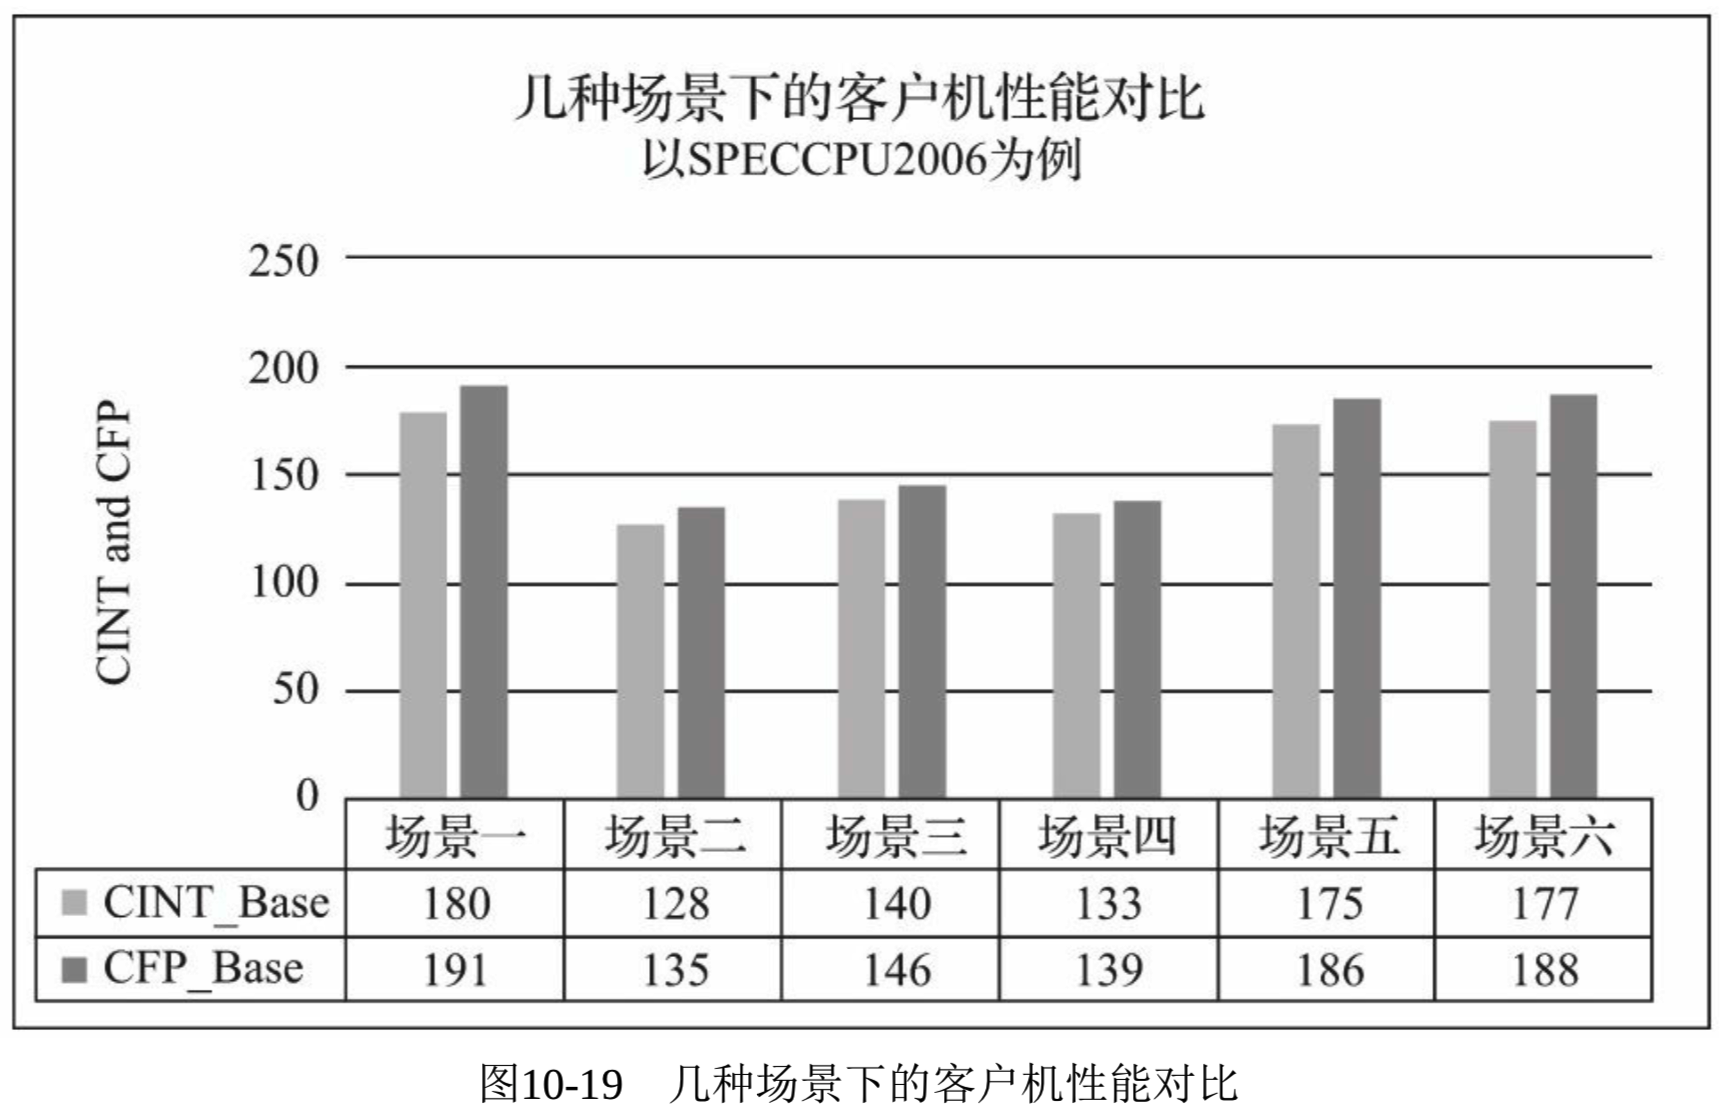 几种场景下的客户机性能对比
以SPECCPU2006为例
250
200
150
100
50
0
CINT and CFP
场景一 场景二 场景三 场景四 场景五 场景六
CINT_Base 180 128 140 133 175 177
CFP_Base 191 135 146 139 186 188
图10-19 几种场景下的客户机性能对比